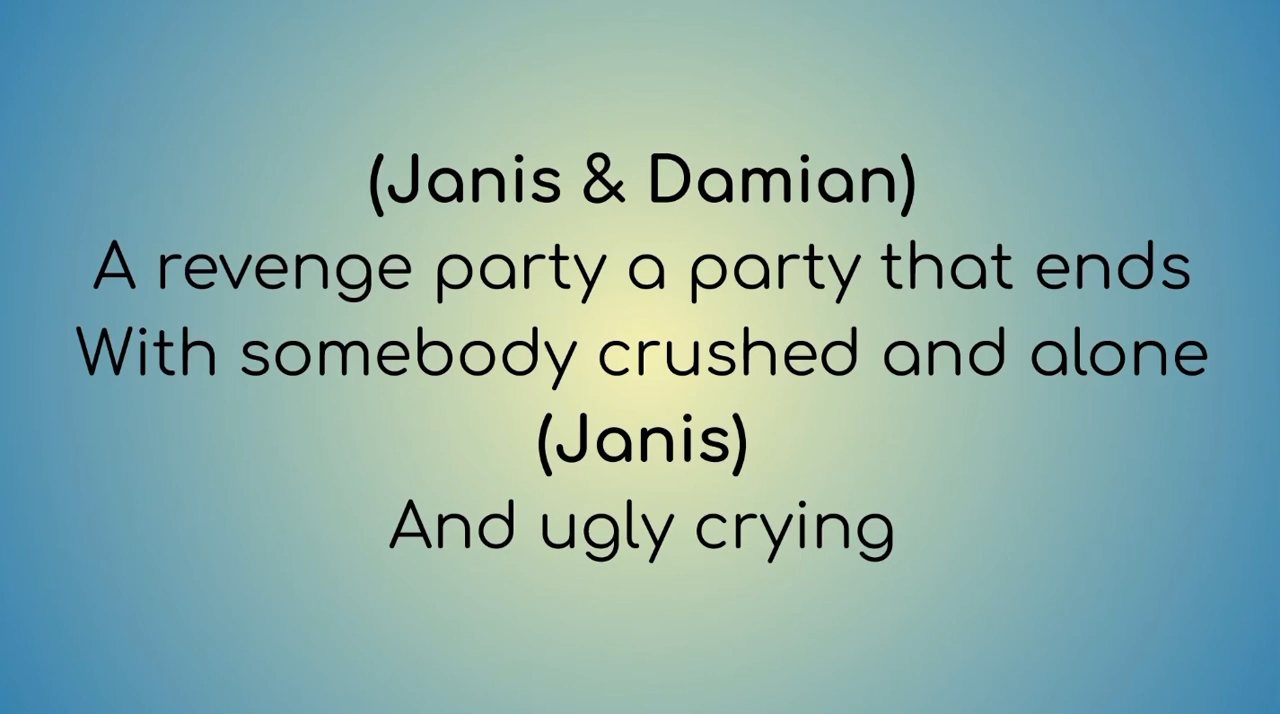 (Janis & Damian)
A revenge party a party that ends
With somebody crushed and alone
(Janis)
And ugly crying